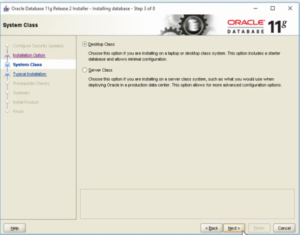 Oracle Database 11g Release 2 Installer - Installing database - Step 3 of 8
System Class
ORACLE
DATABASE
11g
Configure Security Updates
Installation Option
System Class
Typical Installation
Prerequisite Checks
Summary
Install Product
Finish
Desktop Class
Choose this option if you are installing on a laptop or desktop class system. This option includes a starter
database and allows minimal configuration.
Server Class
Choose this option if you are installing on a server class system, such as what you would use when
deploying Oracle in a production data center. This option allows for more advanced configuration options.
Help
< Back
Next >
Finish
Cancel